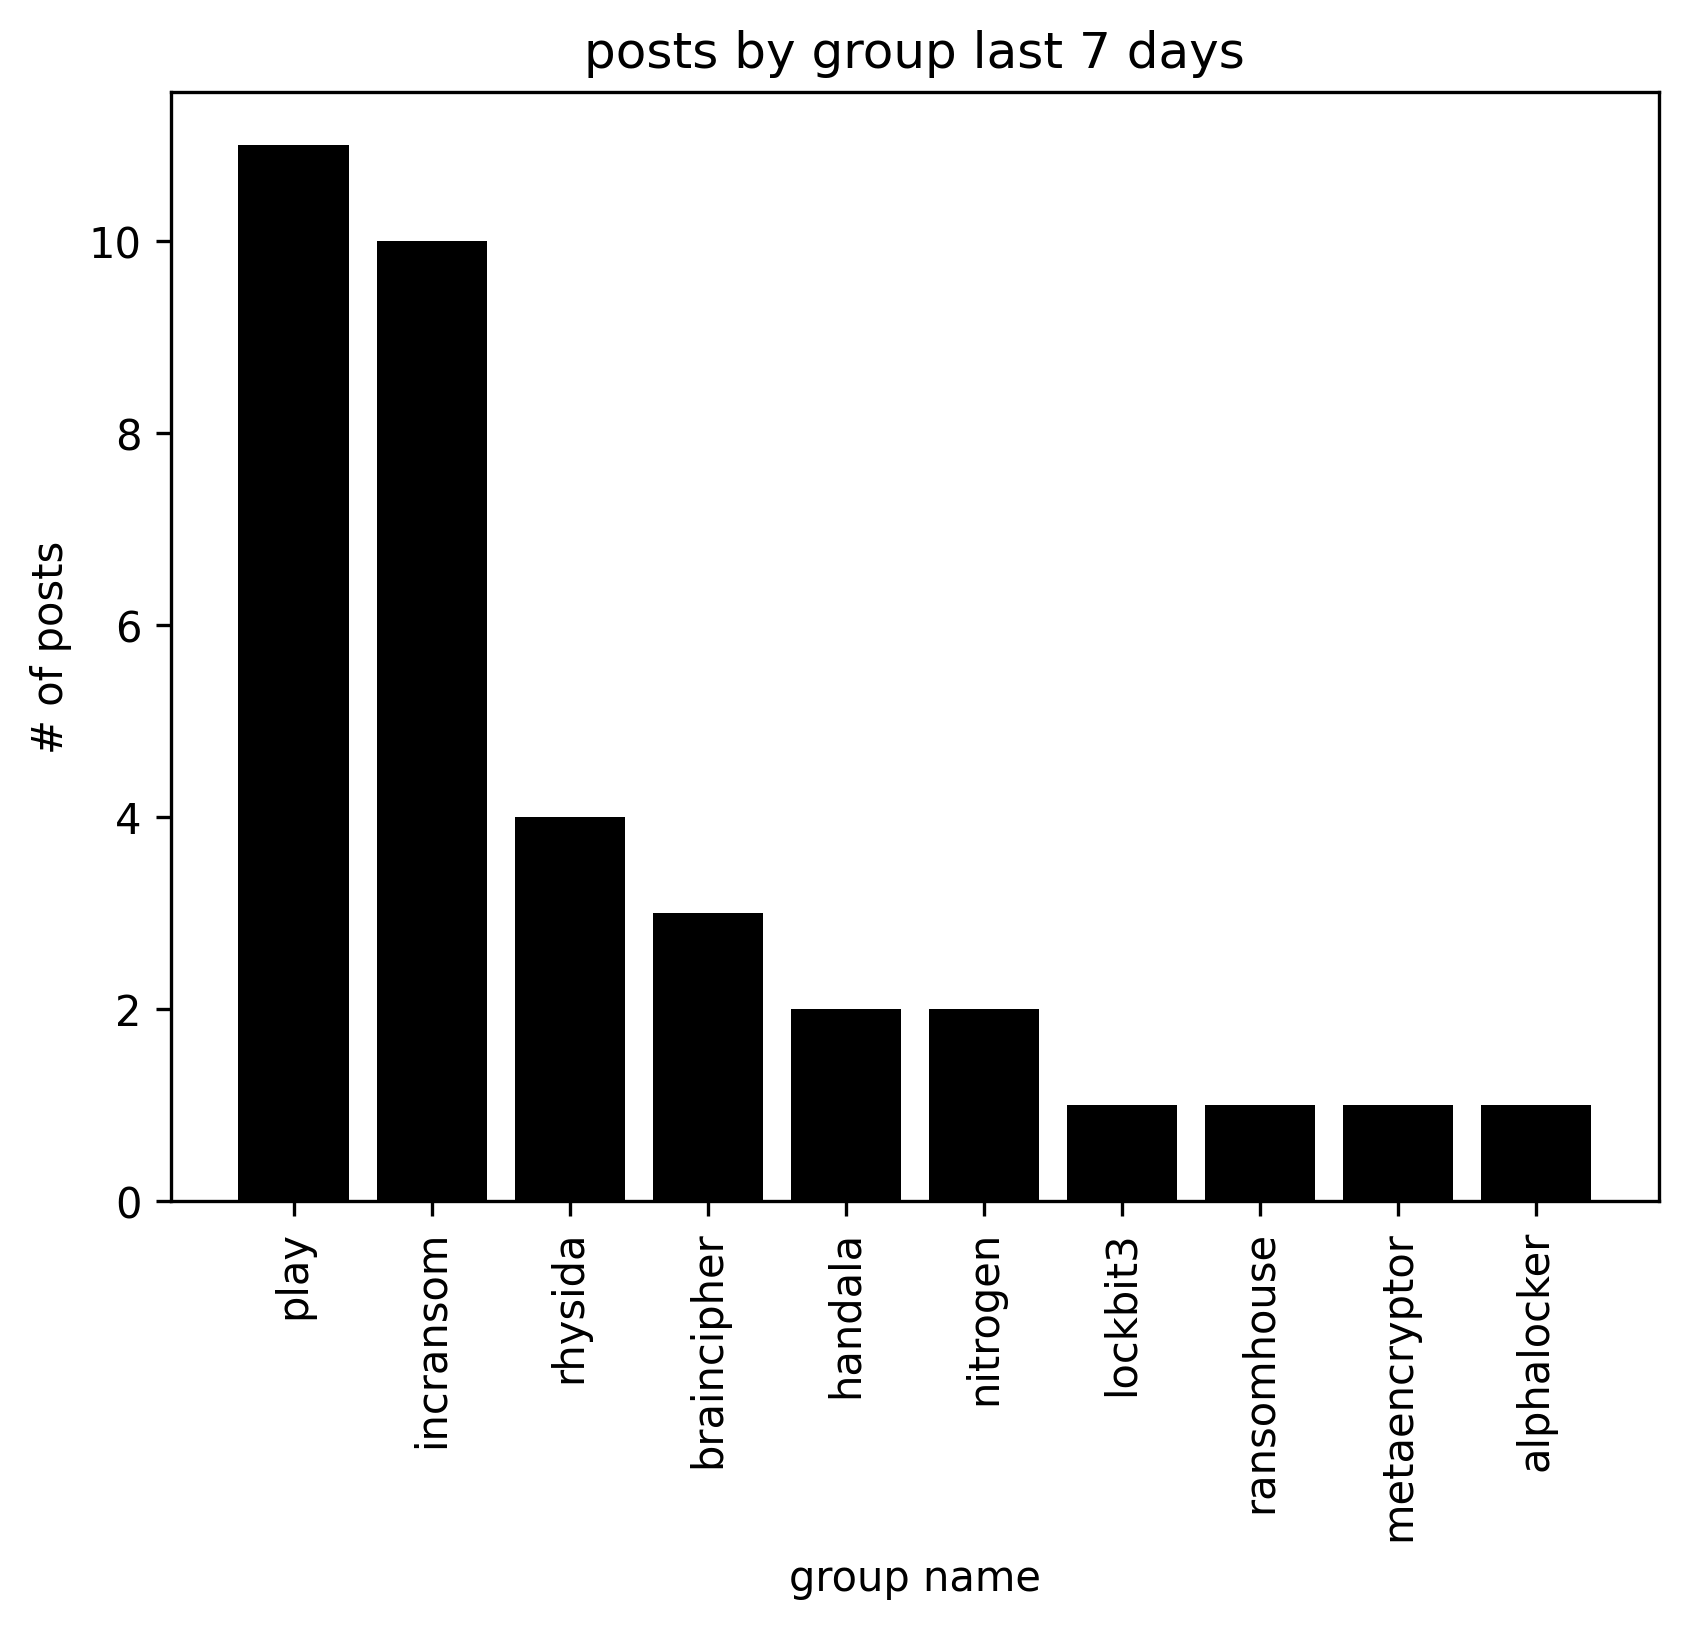 posts by group last 7 days
# of posts
10
8
6
4
2
0
play
incransom
rhysida
braincipher
handala
nitrogen
lockbit3
ransomhouse
metaencryptor
alphalocker
group name